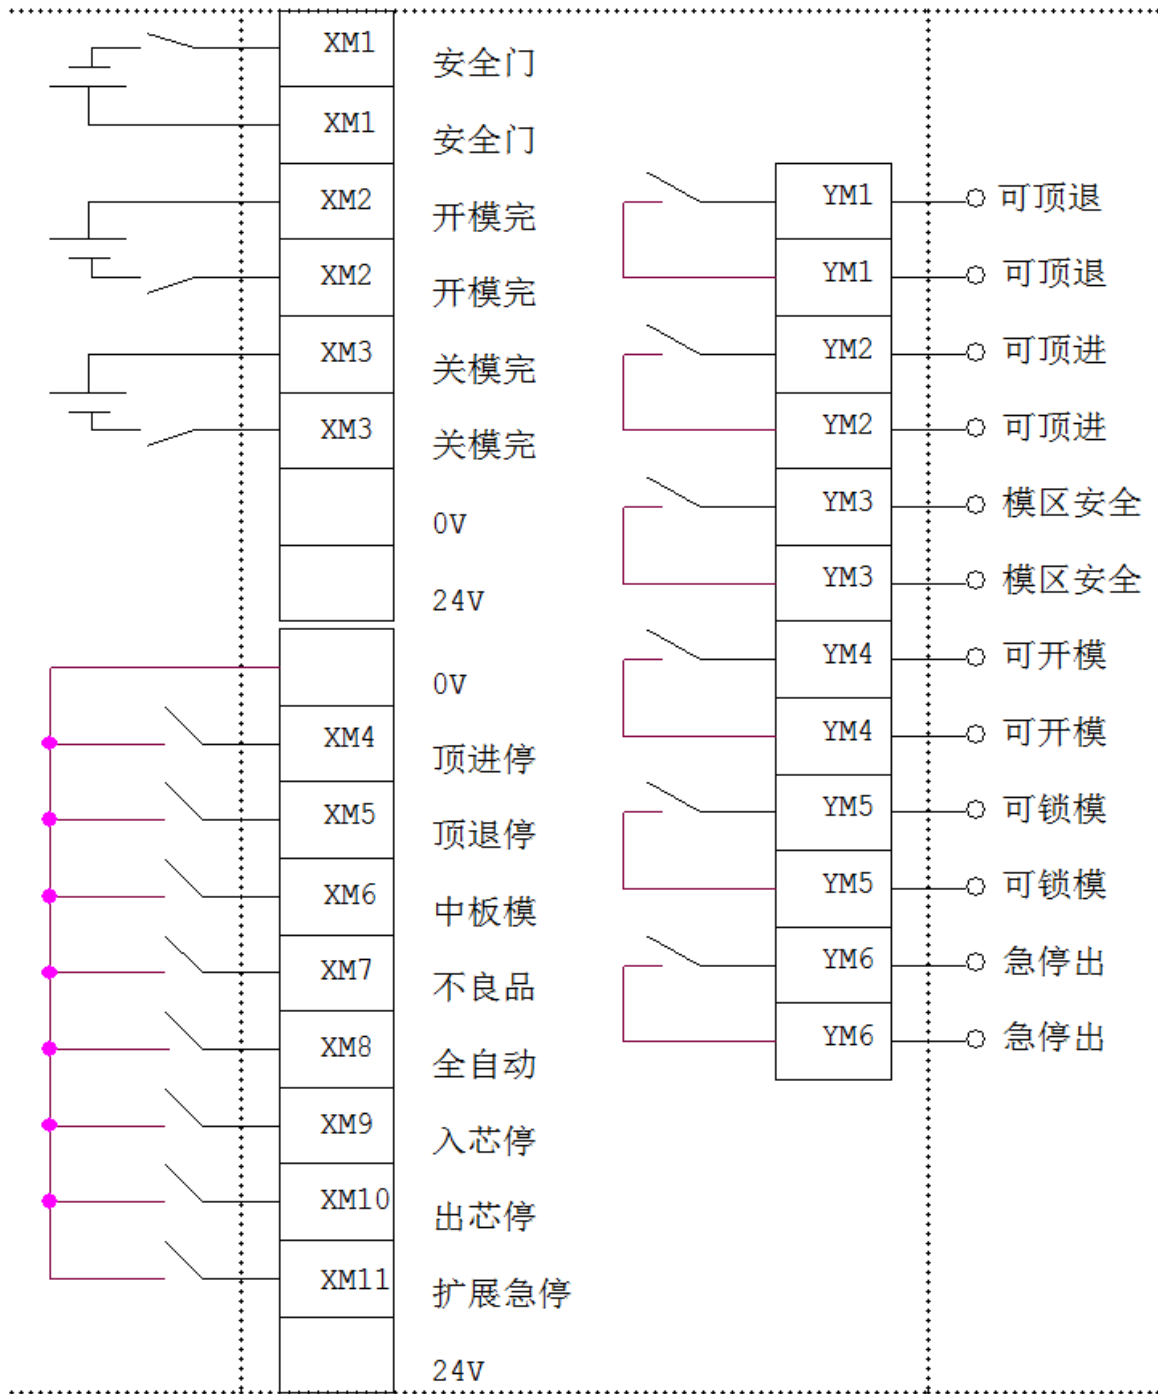 XM1 安全门
XM1 安全门
XM2 开模完
XM2 开模完
XM3 关模完
XM3 关模完
0V
24V
0V
XM4 顶进停
XM5 顶退停
XM6 中板模
XM7 不良品
XM8 全自动
XM9 入芯停
XM10 出芯停
XM11 扩展急停
24V
YM1 可顶退
YM1 可顶退
YM2 可顶进
YM2 可顶进
YM3 模区安全
YM3 模区安全
YM4 可开模
YM4 可开模
YM5 可锁模
YM5 可锁模
YM6 急停出
YM6 急停出